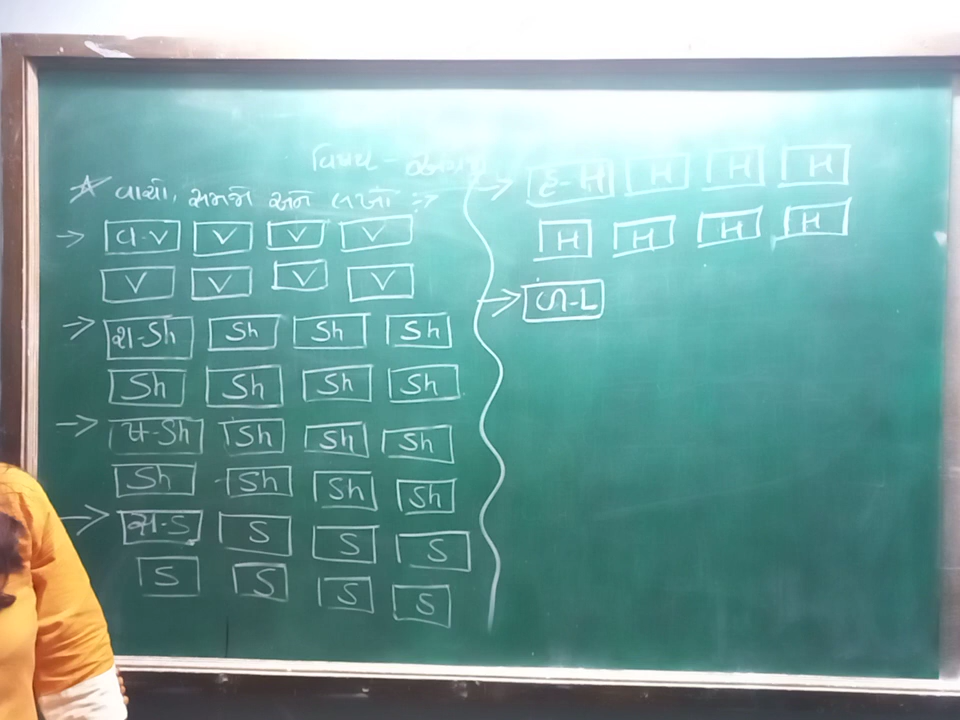 વિષય -
☆ વાચો, સમજો અને લખો :->
-> વ-V V V V
V V V V
-> શ-Sh Sh Sh Sh
Sh Sh Sh Sh
-> ષ-Sh Sh Sh Sh
Sh Sh Sh Sh
-> સ-S S S S
S S S S
-> હ-H H H H
H H H H
-> ળ-L